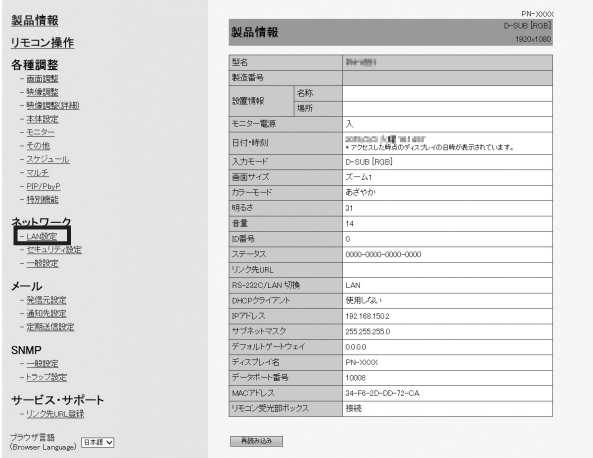 製品情報
リモコン操作
各種調整
- 画面調整
- 映像調整
- 映像調整(詳細)
- 本体設定
- モニター
- その他
- スケジュール
- マルチ
- PIP/PbyP
- 特別機能
ネットワーク
- LAN設定
- セキュリティ設定
- 一般設定
メール
- 発信元設定
- 通知先設定
- 定期送信設定
SNMP
- 一般設定
- トラップ設定
サービス・サポート
- リンク先URL登録
ブラウザ言語
(Browser Language) 日本語
PN-XXXX
製品情報
D-SUB [RGB]
1920x1080
型名
製造番号
設置情報
名称
場所
モニター電源 入
日付・時刻
* アクセスした時点のディスプレイの日時が表示されています。
入力モード D-SUB [RGB]
画面サイズ ズーム1
カラーモード あざやか
明るさ 31
音量 14
ID番号 0
ステータス 0000-0000-0000-0000
リンク先URL
RS-232C/LAN 切換 LAN
DHCPクライアント 使用しない
IPアドレス 192.168.150.2
サブネットマスク 255.255.255.0
デフォルトゲートウェイ 0.0.0.0
ディスプレイ名 PN-XXXX
データポート番号 10008
MACアドレス 34-F6-2D-DD-72-CA
リモコン受光部ボックス 接続
再読み込み